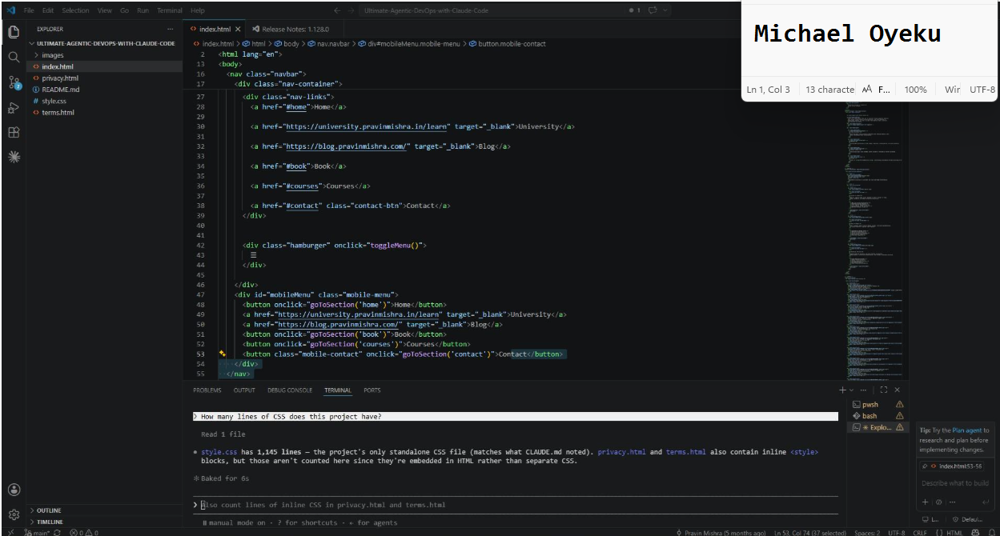 File Edit Selection View Go Run Terminal Help
Ultimate-Agentic-DevOps-with-Claude-Code
1
Michael Oyeku
Ln 1, Col 3 13 characte F... 100% Wir UTF-8
EXPLORER
ULTIMATE-AGENTIC-DEVOPS-WITH-CLAUDE-CODE
images
index.html
privacy.html
README.md
style.css
terms.html
7
OUTLINE
TIMELINE
index.html Release Notes: 1.128.0
index.html > html > body > nav.navbar > div#mobileMenu.mobile-menu > button.mobile-contact
2 <html lang="en">
13 <body>
16 <nav class="navbar">
17 <div class="nav-container">
27 <div class="nav-links">
28 <a href="#home">Home</a>
29
30 <a href="https://university.pravinmishra.in/learn" target="_blank">University</a>
31
32 <a href="https://blog.pravinmishra.com/" target="_blank">Blog</a>
33
34 <a href="#book">Book</a>
35
36 <a href="#courses">Courses</a>
37
38 <a href="#contact" class="contact-btn">Contact</a>
39 </div>
40
41
42 <div class="hamburger" onclick="toggleMenu()">
43 ☰
44 </div>
45
46 </div>
47 <div id="mobileMenu" class="mobile-menu">
48 <button onclick="goToSection('home')">Home</button>
49 <a href="https://university.pravinmishra.in/learn" target="_blank">University</a>
50 <a href="https://blog.pravinmishra.com/" target="_blank">Blog</a>
51 <button onclick="goToSection('book')">Book</button>
52 <button onclick="goToSection('courses')">Courses</button>
53 <button class="mobile-contact" onclick="goToSection('contact')">Contact</button>
54 </div>
55 </nav>
PROBLEMS OUTPUT DEBUG CONSOLE TERMINAL PORTS
> How many lines of CSS does this project have?
Read 1 file
● style.css has 1,145 lines — the project's only standalone CSS file (matches what CLAUDE.md noted). privacy.html and terms.html also contain inline <style>
blocks, but those aren't counted here since they're embedded in HTML rather than separate CSS.
✻ Baked for 6s
> Also count lines of inline CSS in privacy.html and terms.html
manual mode on · ? for shortcuts · ← for agents
pwsh
bash
Explo...
Tip: Try the Plan agent to
research and plan before
implementing changes.
index.html:53-56
Describe what to build
L... Defaul...
main* 0 0 Pravin Mishra (5 months ago) Ln 53, Col 74 (37 selected) Spaces: 2 UTF-8 CRLF {} HTML